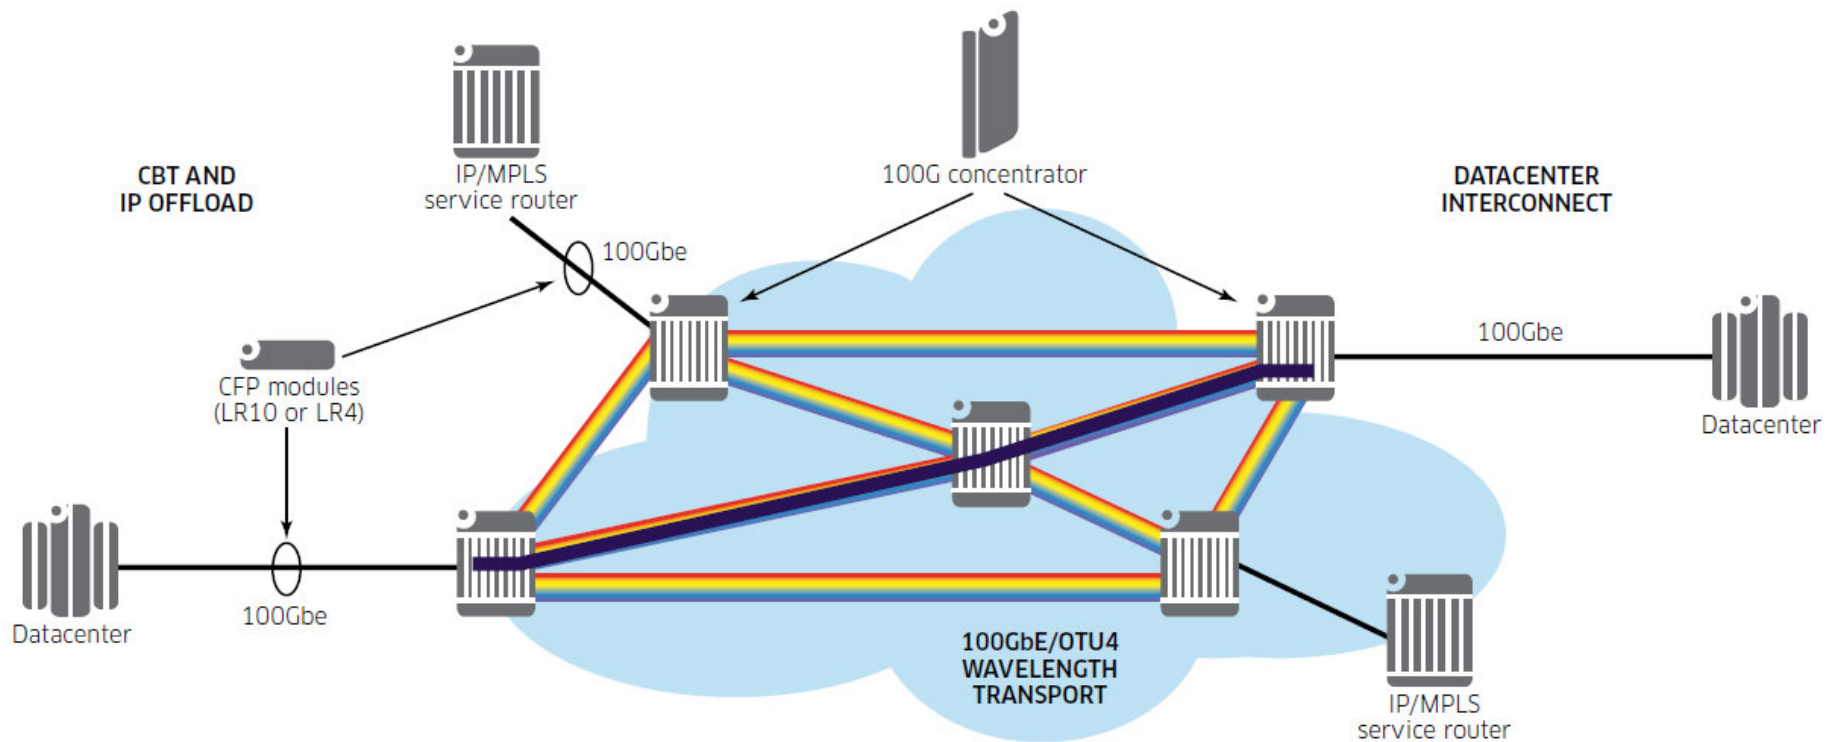 CBT AND
IP OFFLOAD
IP/MPLS
service router
100G concentrator
DATACENTER
INTERCONNECT
100Gbe
100Gbe
CFP modules
(LR10 or LR4)
Datacenter
100Gbe
Datacenter
100GbE/OTU4
WAVELENGTH
TRANSPORT
IP/MPLS
service router